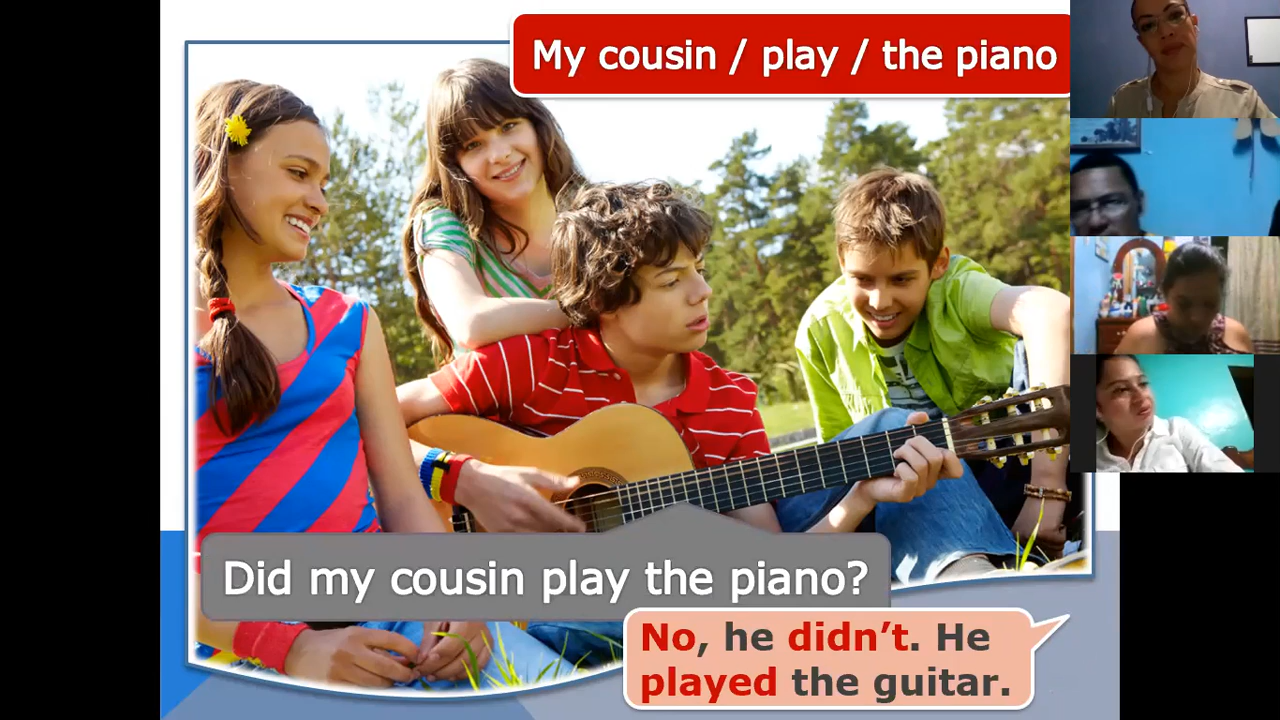 My cousin / play / the piano
Did my cousin play the piano?
No, he didn’t. He
played the guitar.